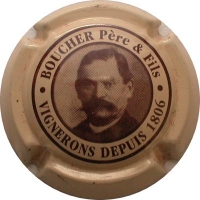 BOUCHER Père & Fils
VIGNERONS DEPUIS 1806